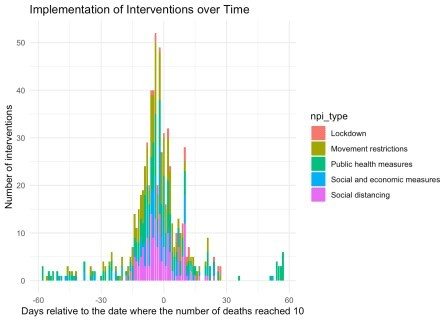 Implementation of Interventions over Time
Number of interventions
50
40
30
20
10
0
-60
-30
0
30
60
Days relative to the date where the number of deaths reached 10
npi_type
Lockdown
Movement restrictions
Public health measures
Social and economic measures
Social distancing